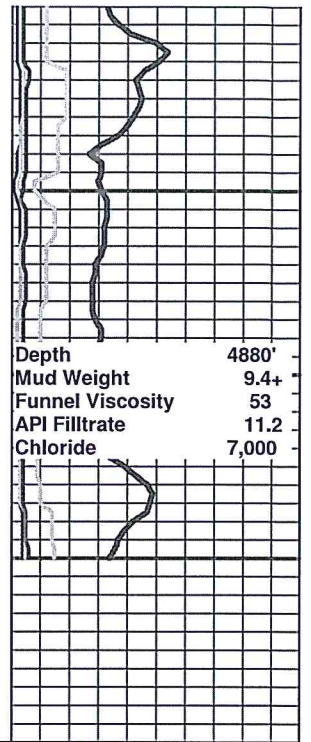 Depth 4880'
Mud Weight 9.4+
Funnel Viscosity 53
API Filltrate 11.2
Chloride 7,000